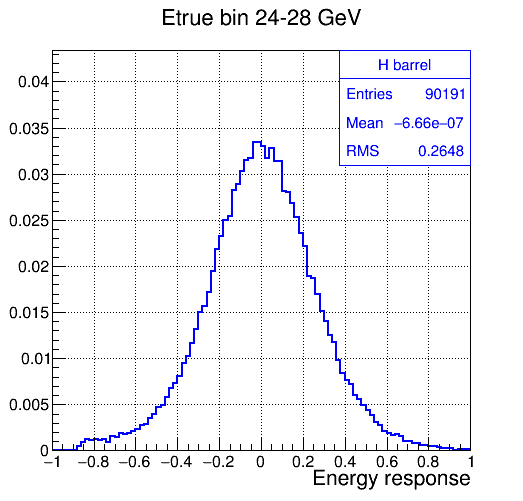 Etrue bin 24-28 GeV
H barrel
Entries 90191
Mean −6.66e−07
RMS 0.2648
0.04
0.035
0.03
0.025
0.02
0.015
0.01
0.005
0
−1 −0.8 −0.6 −0.4 −0.2 0 0.2 0.4 0.6 0.8 1
Energy response